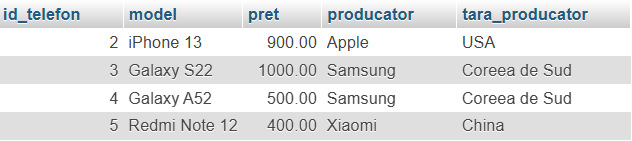 id_telefon model pret producator tara_producator
2 iPhone 13 900.00 Apple USA
3 Galaxy S22 1000.00 Samsung Coreea de Sud
4 Galaxy A52 500.00 Samsung Coreea de Sud
5 Redmi Note 12 400.00 Xiaomi China